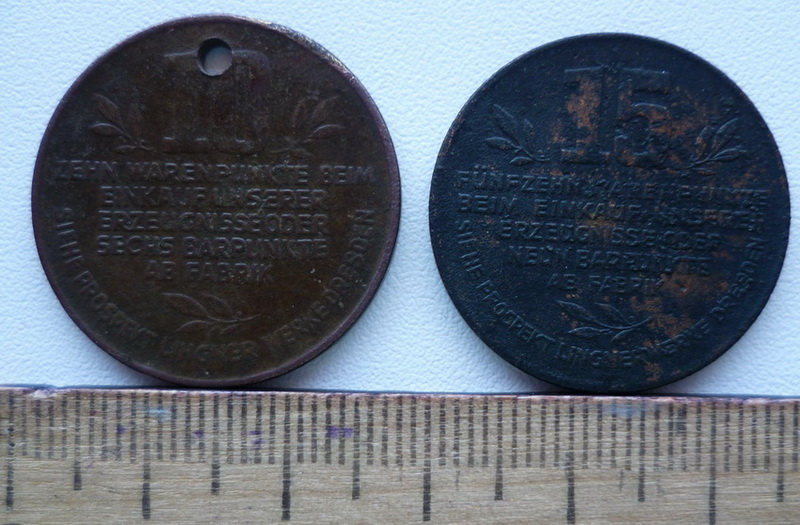 10
ZEHN WARENPUNKTE BEIM
EINKAUF UNSERER
ERZEUGNISSE ODER
SECHS BARPUNKTE
AB FABRIK
SIEHE PROSPEKT LINGNER WERKE DRESDEN
15
FÜNFZEHN WARENPUNKTE
BEIM EINKAUF UNSERER
ERZEUGNISSE ODER
NEUN BARPUNKTE
AB FABRIK
SIEHE PROSPEKT LINGNER WERKE DRESDEN